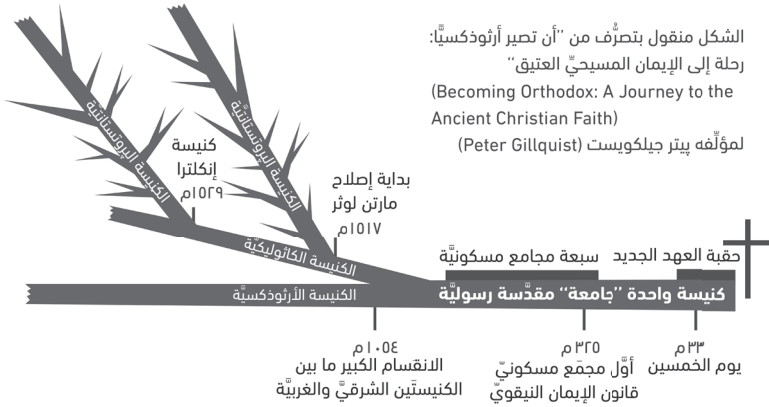 الشكل منقول بتصرُّف من ”أن تصير أرثوذكسيًّا:
رحلة إلى الإيمان المسيحيِّ العتيق“
(Becoming Orthodox: A Journey to the
Ancient Christian Faith)
لمؤلِّفه پيتر جيلكويست (Peter Gillquist)
الكنيسة البروتستانتيَّة
الكنيسة البروتستانتيَّة
كنيسة
إنكلترا
١٥٢٩م
بداية إصلاح
مارتن لوثر
١٥١٧م
حقبة العهد الجديد
سبعة مجامع مسكونيَّة
الكنيسة الكاثوليكيَّة
كنيسة واحدة ”جامعة“ مقدَّسة رسوليَّة
الكنيسة الأرثوذكسيَّة
٣٣م
يوم الخمسين
٣٢٥م
أوَّل مجمَع مسكونيّ
قانون الإيمان النيقويّ
١٠٥٤م
الانقسام الكبير ما بين
الكنيستَين الشرقيَّ والغربيَّة